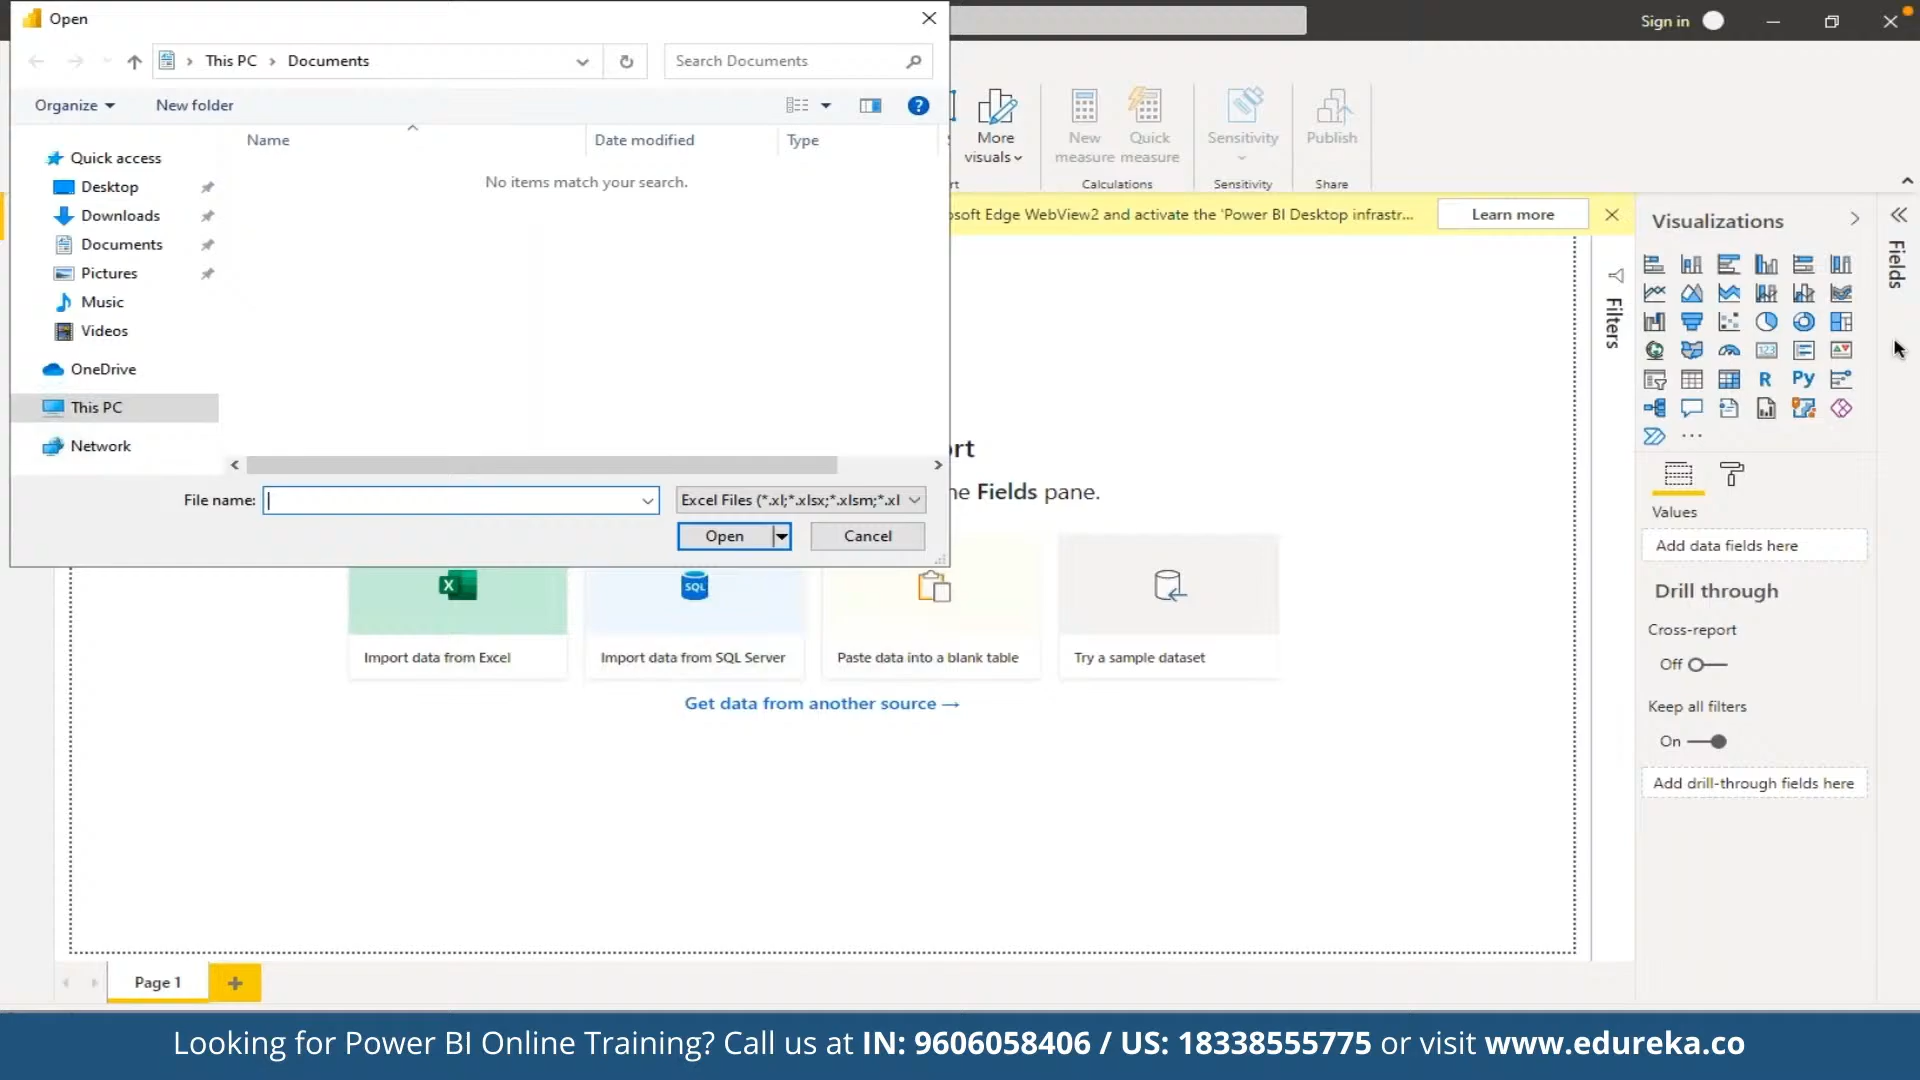 Open
Sign in
This PC
Documents
Search Documents
Organize
New folder
?
Name
Date modified
Type
No items match your search.
Quick access
Desktop
Downloads
Documents
Pictures
Music
Videos
OneDrive
This PC
Network
File name:
Excel Files (*.xl;*.xlsx;*.xlsm;*.xl
Open
Cancel
More
visuals
New
measure
Quick
measure
Calculations
Sensitivity
Sensitivity
Publish
Share
rt
osoft Edge WebView2 and activate the 'Power BI Desktop infrastr...
Learn more
Visualizations
Fields
Filters
123
R
Py
...
Values
Add data fields here
Drill through
Cross-report
Off
Keep all filters
On
Add drill-through fields here
rt
he Fields pane.
X
SQL
Import data from Excel
Import data from SQL Server
Paste data into a blank table
Try a sample dataset
Get data from another source →
Page 1
+
Looking for Power BI Online Training? Call us at IN: 9606058406 / US: 18338555775 or visit www.edureka.co